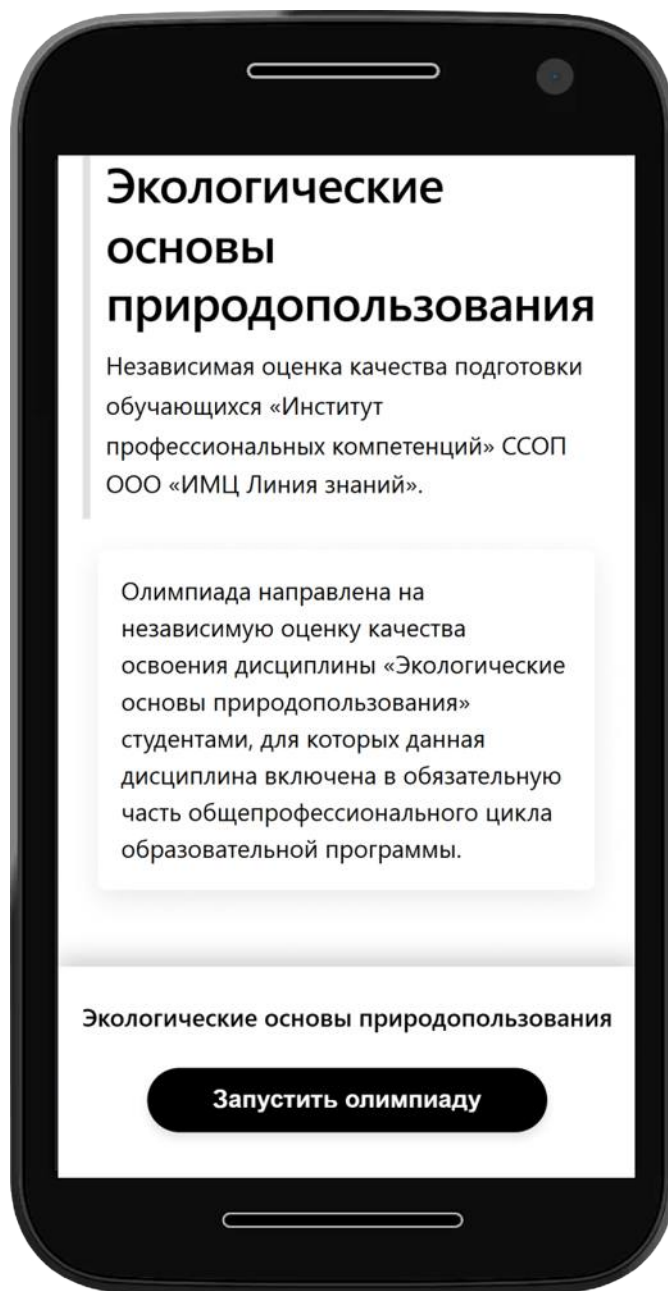 Экологические
основы
природопользования
Независимая оценка качества подготовки
обучающихся «Институт
профессиональных компетенций» ССОП
ООО «ИМЦ Линия знаний».
Олимпиада направлена на
независимую оценку качества
освоения дисциплины «Экологические
основы природопользования»
студентами, для которых данная
дисциплина включена в обязательную
часть общепрофессионального цикла
образовательной программы.
Экологические основы природопользования
Запустить олимпиаду